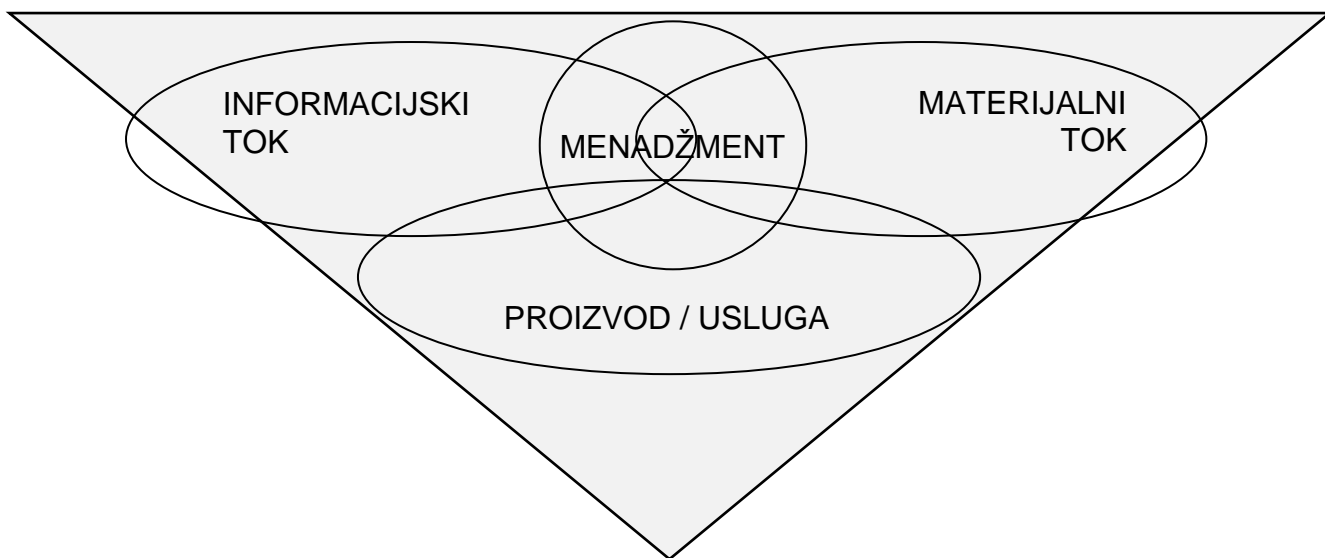 INFORMACIJSKI
TOK
MENADŽMENT
MATERIJALNI
TOK
PROIZVOD / USLUGA